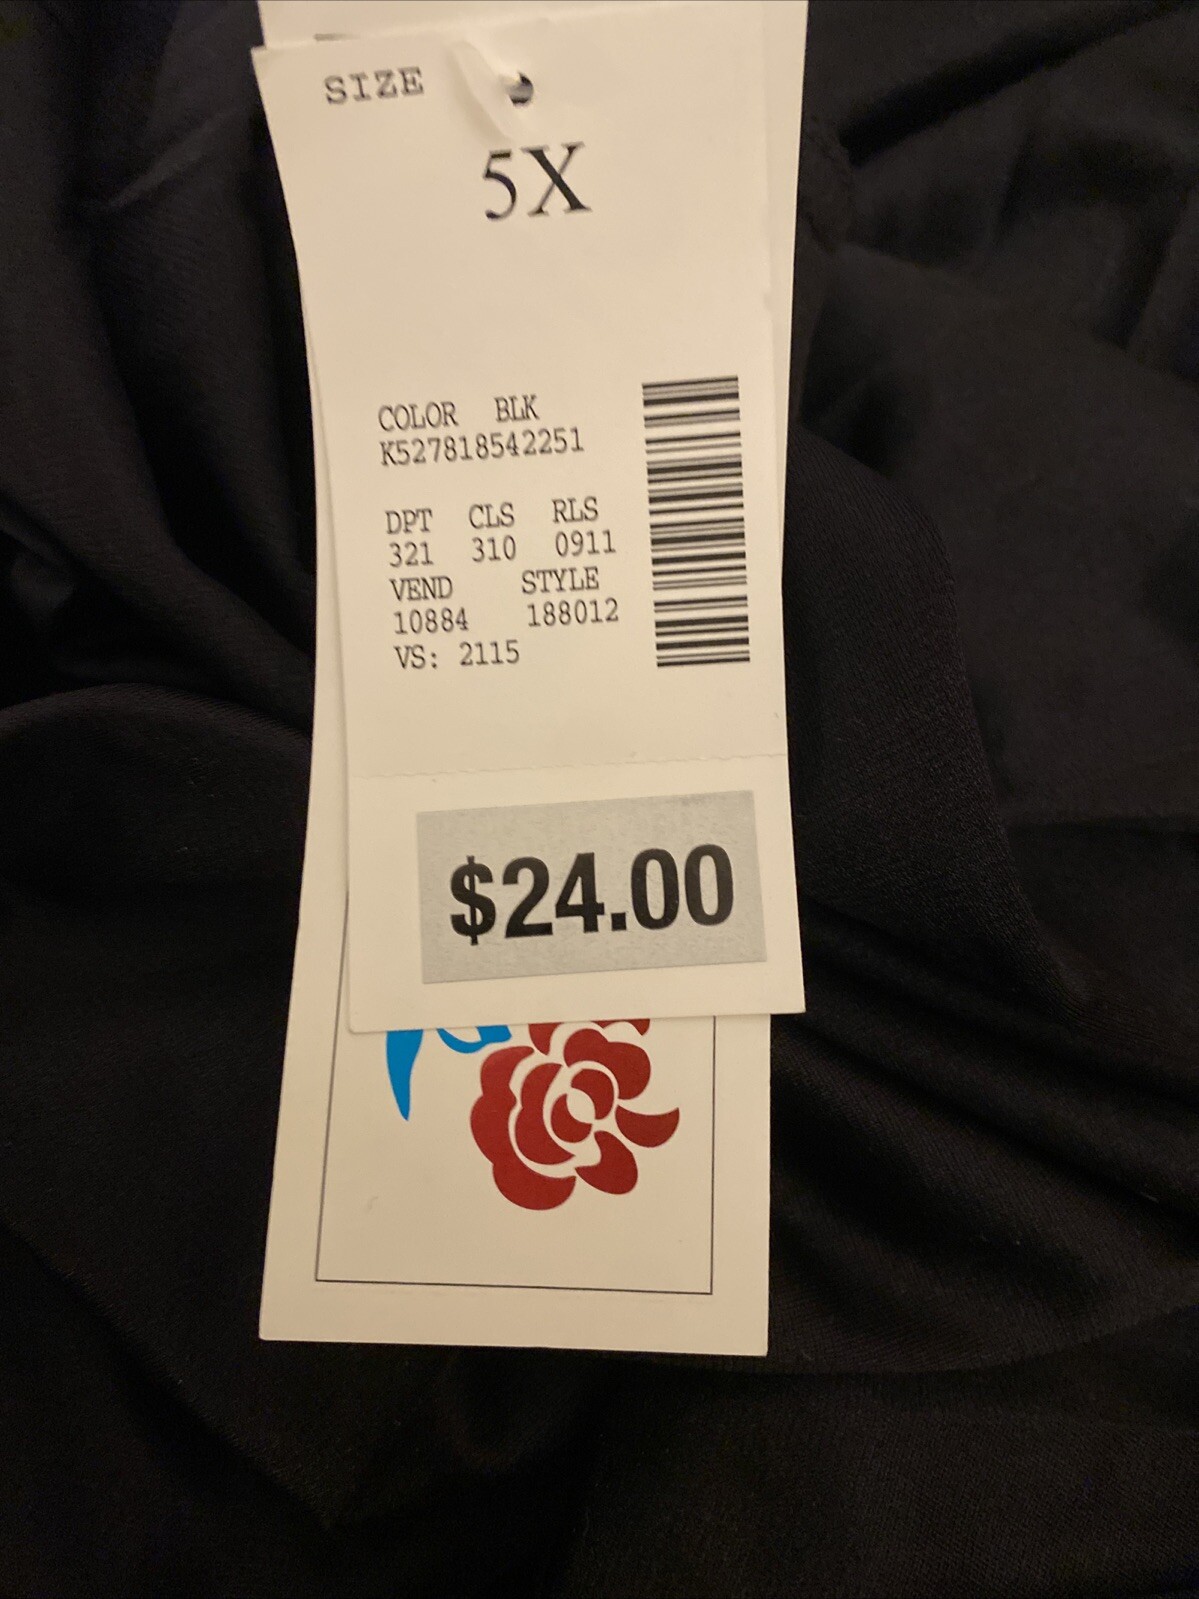 SIZE
5X
COLOR BLK
K527818542251
DPT CLS RLS
321 310 0911
VEND STYLE
10884 188012
VS: 2115
$24.00